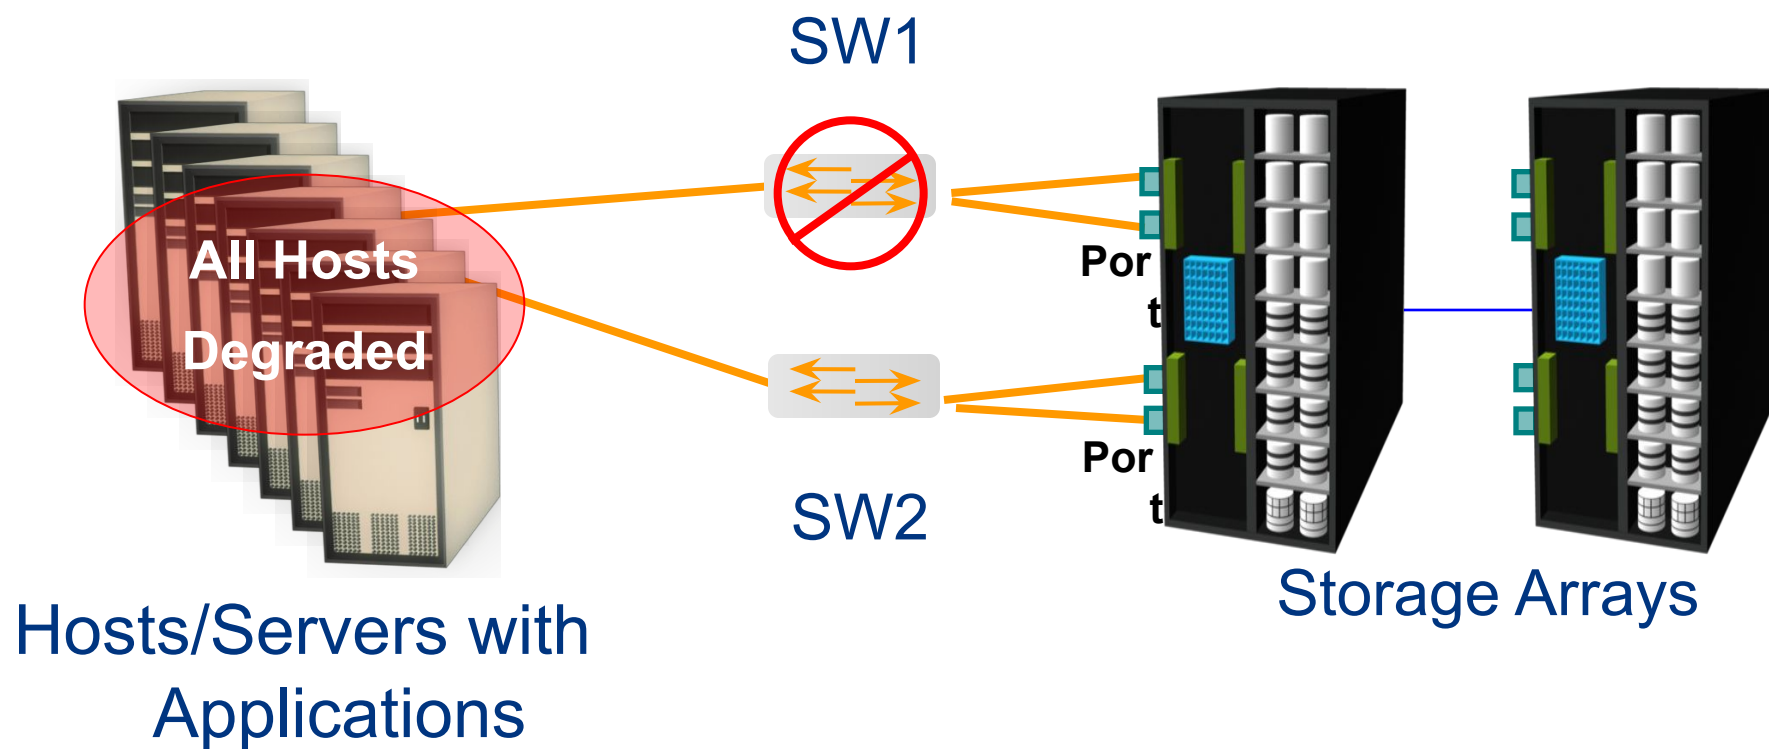 SW1
All Hosts
Degraded
Por
t
Por
t
SW2
Storage Arrays
Hosts/Servers with
Applications